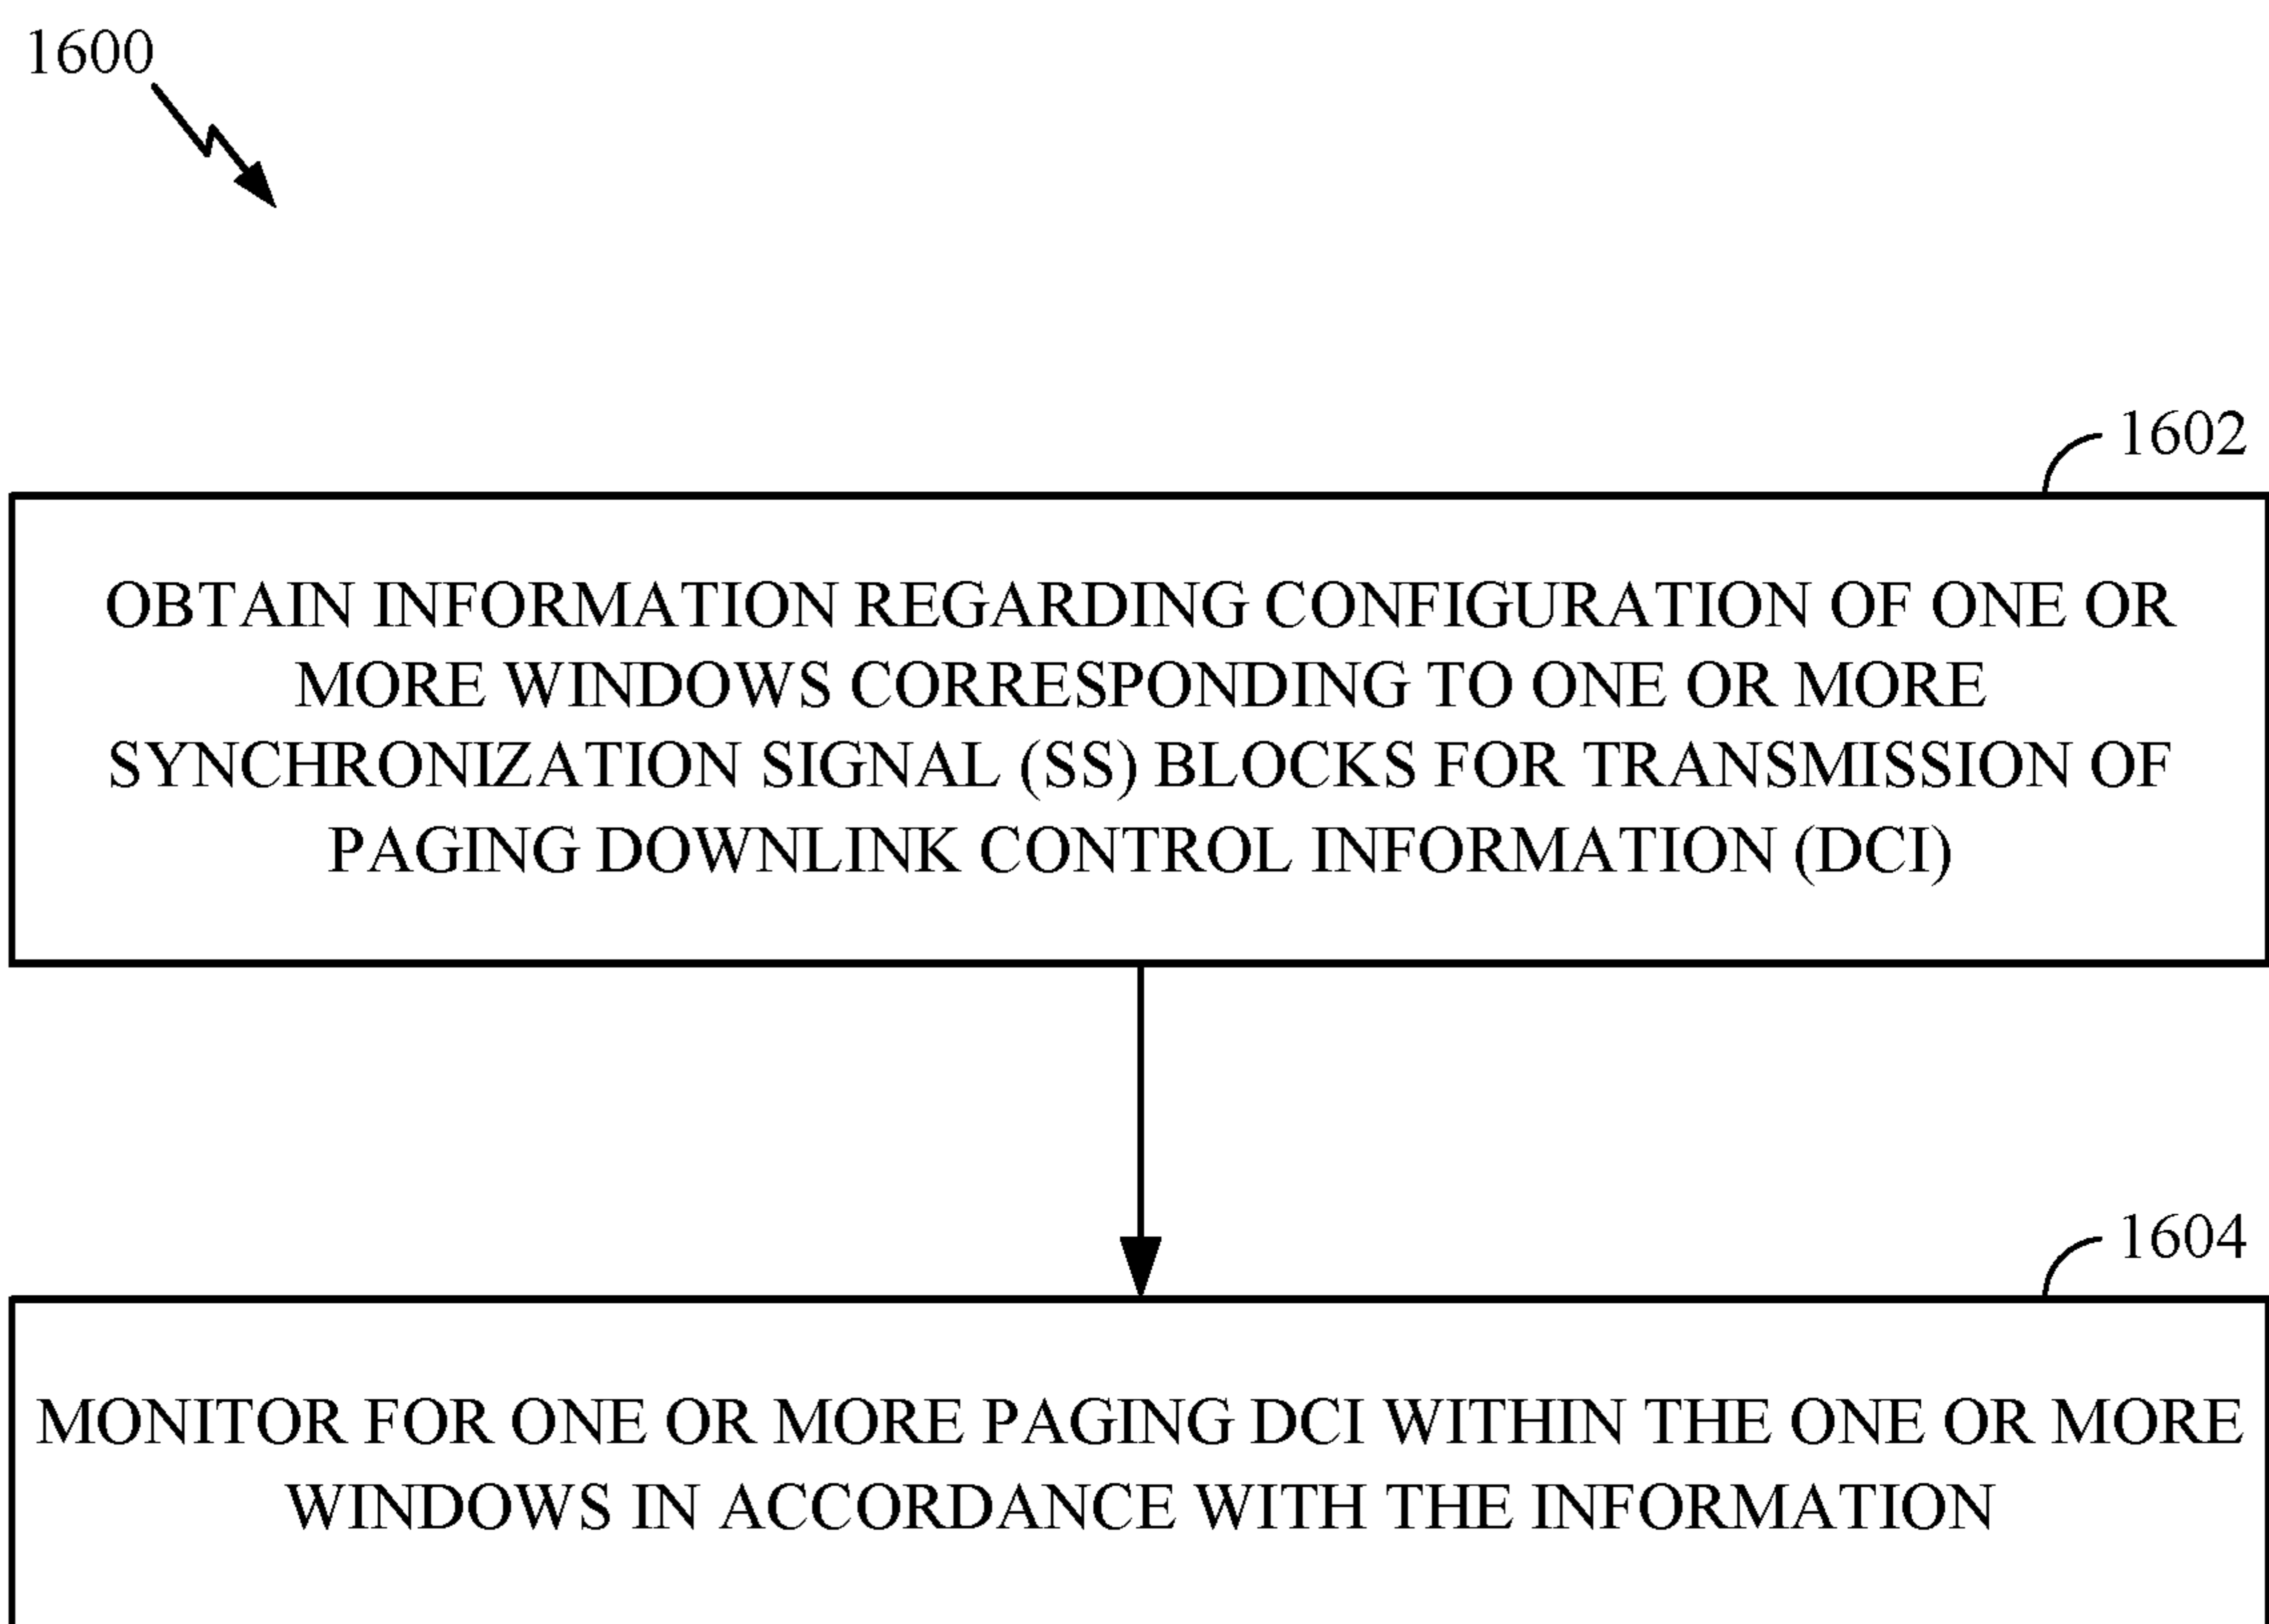 1600
1602
OBTAIN INFORMATION REGARDING CONFIGURATION OF ONE OR
MORE WINDOWS CORRESPONDING TO ONE OR MORE
SYNCHRONIZATION SIGNAL (SS) BLOCKS FOR TRANSMISSION OF
PAGING DOWNLINK CONTROL INFORMATION (DCI)
1604
MONITOR FOR ONE OR MORE PAGING DCI WITHIN THE ONE OR MORE
WINDOWS IN ACCORDANCE WITH THE INFORMATION